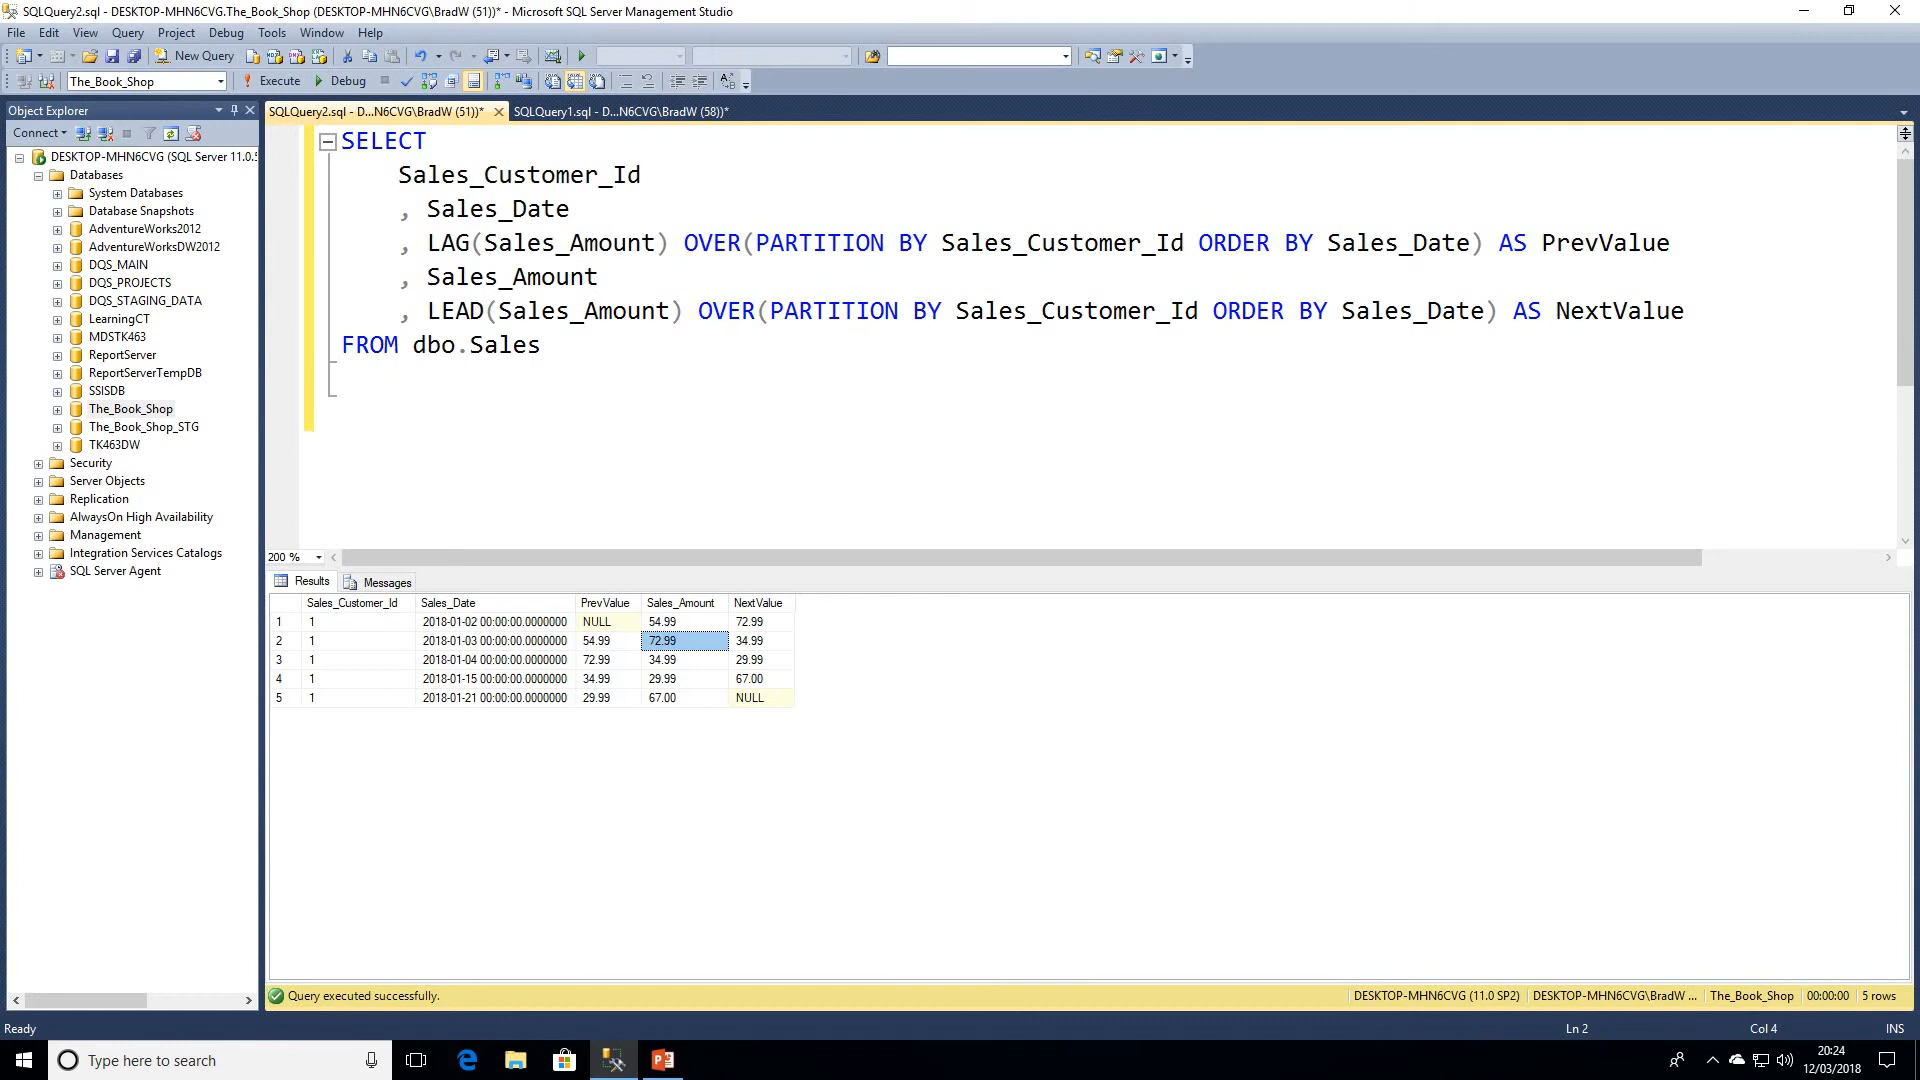 SQLQuery2.sql - DESKTOP-MHN6CVG.The_Book_Shop (DESKTOP-MHN6CVG\BradW (51))* - Microsoft SQL Server Management Studio
File Edit View Query Project Debug Tools Window Help
New Query
The_Book_Shop Execute Debug
Object Explorer
Connect
DESKTOP-MHN6CVG (SQL Server 11.0.5
Databases
System Databases
Database Snapshots
AdventureWorks2012
AdventureWorksDW2012
DQS_MAIN
DQS_PROJECTS
DQS_STAGING_DATA
LearningCT
MDSTK463
ReportServer
ReportServerTempDB
SSISDB
The_Book_Shop
The_Book_Shop_STG
TK463DW
Security
Server Objects
Replication
AlwaysOn High Availability
Management
Integration Services Catalogs
SQL Server Agent
SQLQuery2.sql - D...N6CVG\BradW (51))* SQLQuery1.sql - D...N6CVG\BradW (58))*
SELECT
Sales_Customer_Id
, Sales_Date
, LAG(Sales_Amount) OVER(PARTITION BY Sales_Customer_Id ORDER BY Sales_Date) AS PrevValue
, Sales_Amount
, LEAD(Sales_Amount) OVER(PARTITION BY Sales_Customer_Id ORDER BY Sales_Date) AS NextValue
FROM dbo.Sales
200 %
Results Messages
Sales_Customer_Id Sales_Date PrevValue Sales_Amount NextValue
1 1 2018-01-02 00:00:00.0000000 NULL 54.99 72.99
2 1 2018-01-03 00:00:00.0000000 54.99 72.99 34.99
3 1 2018-01-04 00:00:00.0000000 72.99 34.99 29.99
4 1 2018-01-15 00:00:00.0000000 34.99 29.99 67.00
5 1 2018-01-21 00:00:00.0000000 29.99 67.00 NULL
Query executed successfully. DESKTOP-MHN6CVG (11.0 SP2) DESKTOP-MHN6CVG\BradW ... The_Book_Shop 00:00:00 5 rows
Ready Ln 2 Col 4 INS
Type here to search
20:24
12/03/2018